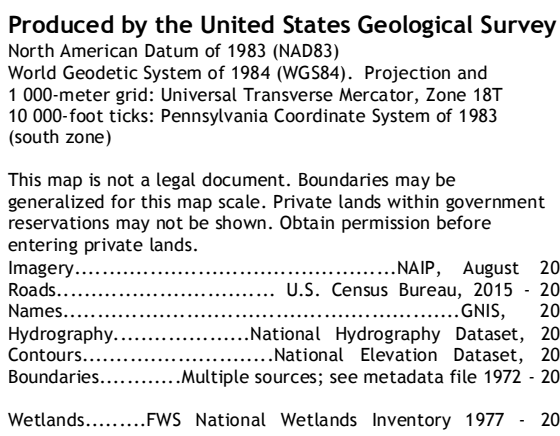 Produced by the United States Geological Survey
North American Datum of 1983 (NAD83)
World Geodetic System of 1984 (WGS84).  Projection and
1 000-meter grid: Universal Transverse Mercator, Zone 18T
10 000-foot ticks: Pennsylvania Coordinate System of 1983
(south zone)
This map is not a legal document. Boundaries may be
generalized for this map scale. Private lands within government
reservations may not be shown. Obtain permission before
entering private lands.
Imagery.................................................NAIP, August 20
Roads................................. U.S. Census Bureau, 2015 - 20
Names............................................................GNIS, 20
Hydrography....................National Hydrography Dataset, 20
Contours............................National Elevation Dataset, 20
Boundaries............Multiple sources; see metadata file 1972 - 20
Wetlands.........FWS National Wetlands Inventory 1977 - 20